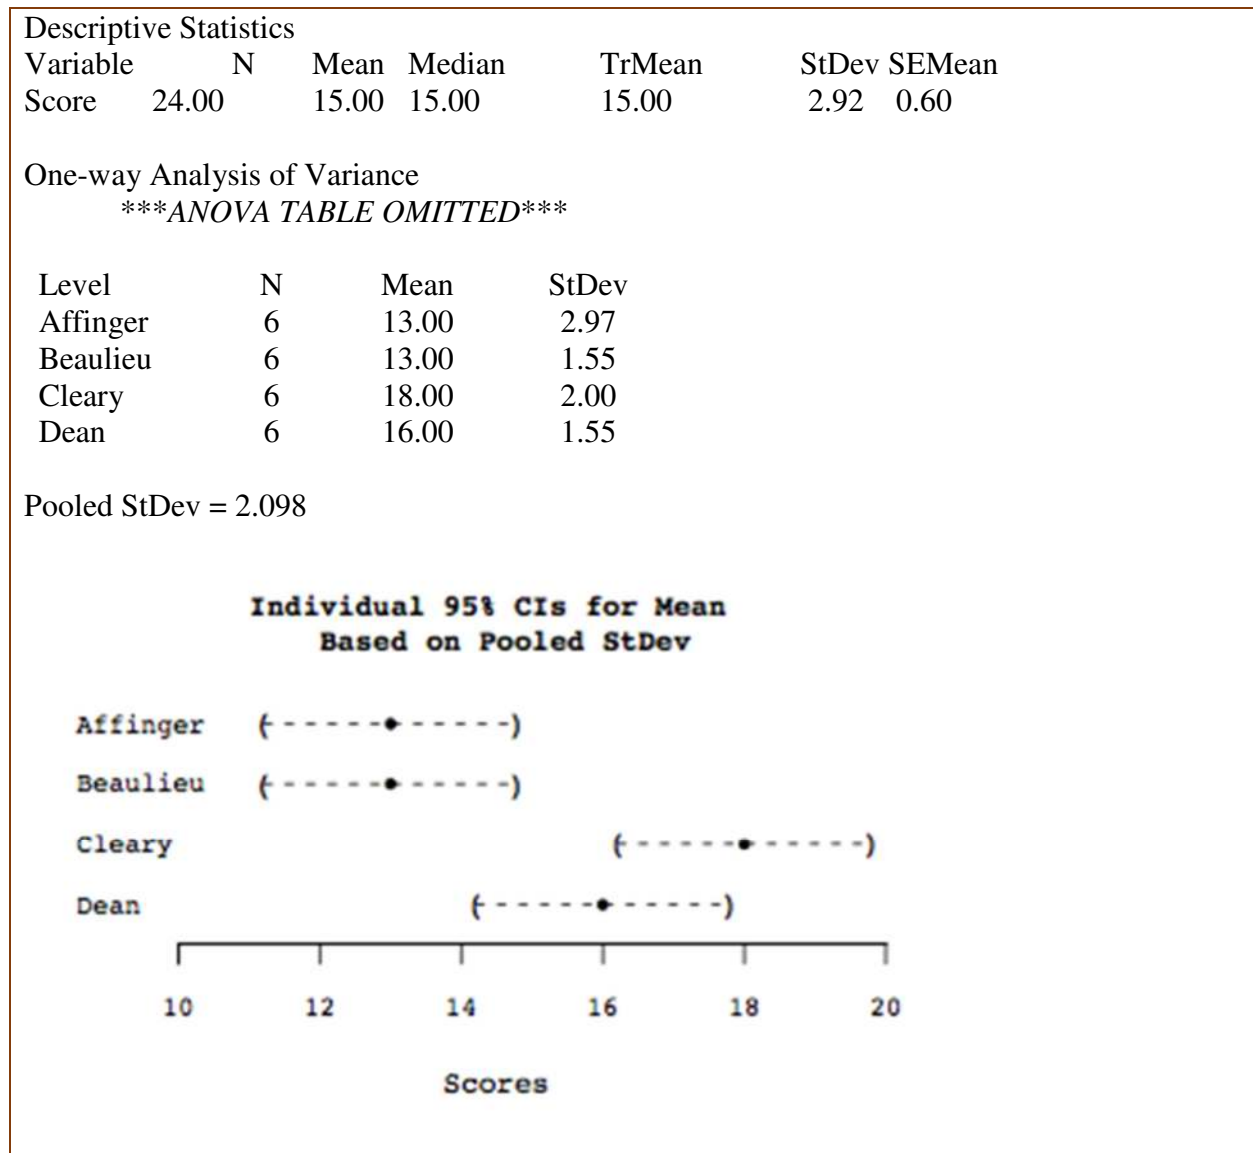 Descriptive Statistics
Variable N Mean Median TrMean StDev SEMean
Score 24.00 15.00 15.00 15.00 2.92 0.60
One-way Analysis of Variance
***ANOVA TABLE OMITTED***
Level N Mean StDev
Affinger 6 13.00 2.97
Beaulieu 6 13.00 1.55
Cleary 6 18.00 2.00
Dean 6 16.00 1.55
Pooled StDev = 2.098
Individual 95% CIs for Mean
Based on Pooled StDev
Affinger
Beaulieu
Cleary
Dean
10 12 14 16 18 20
Scores